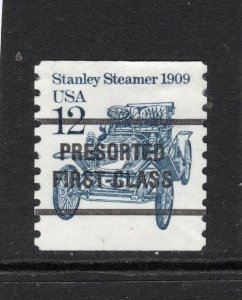 Stanley Steamer 1909
USA
12
PRESORTED
FIRST-CLASS